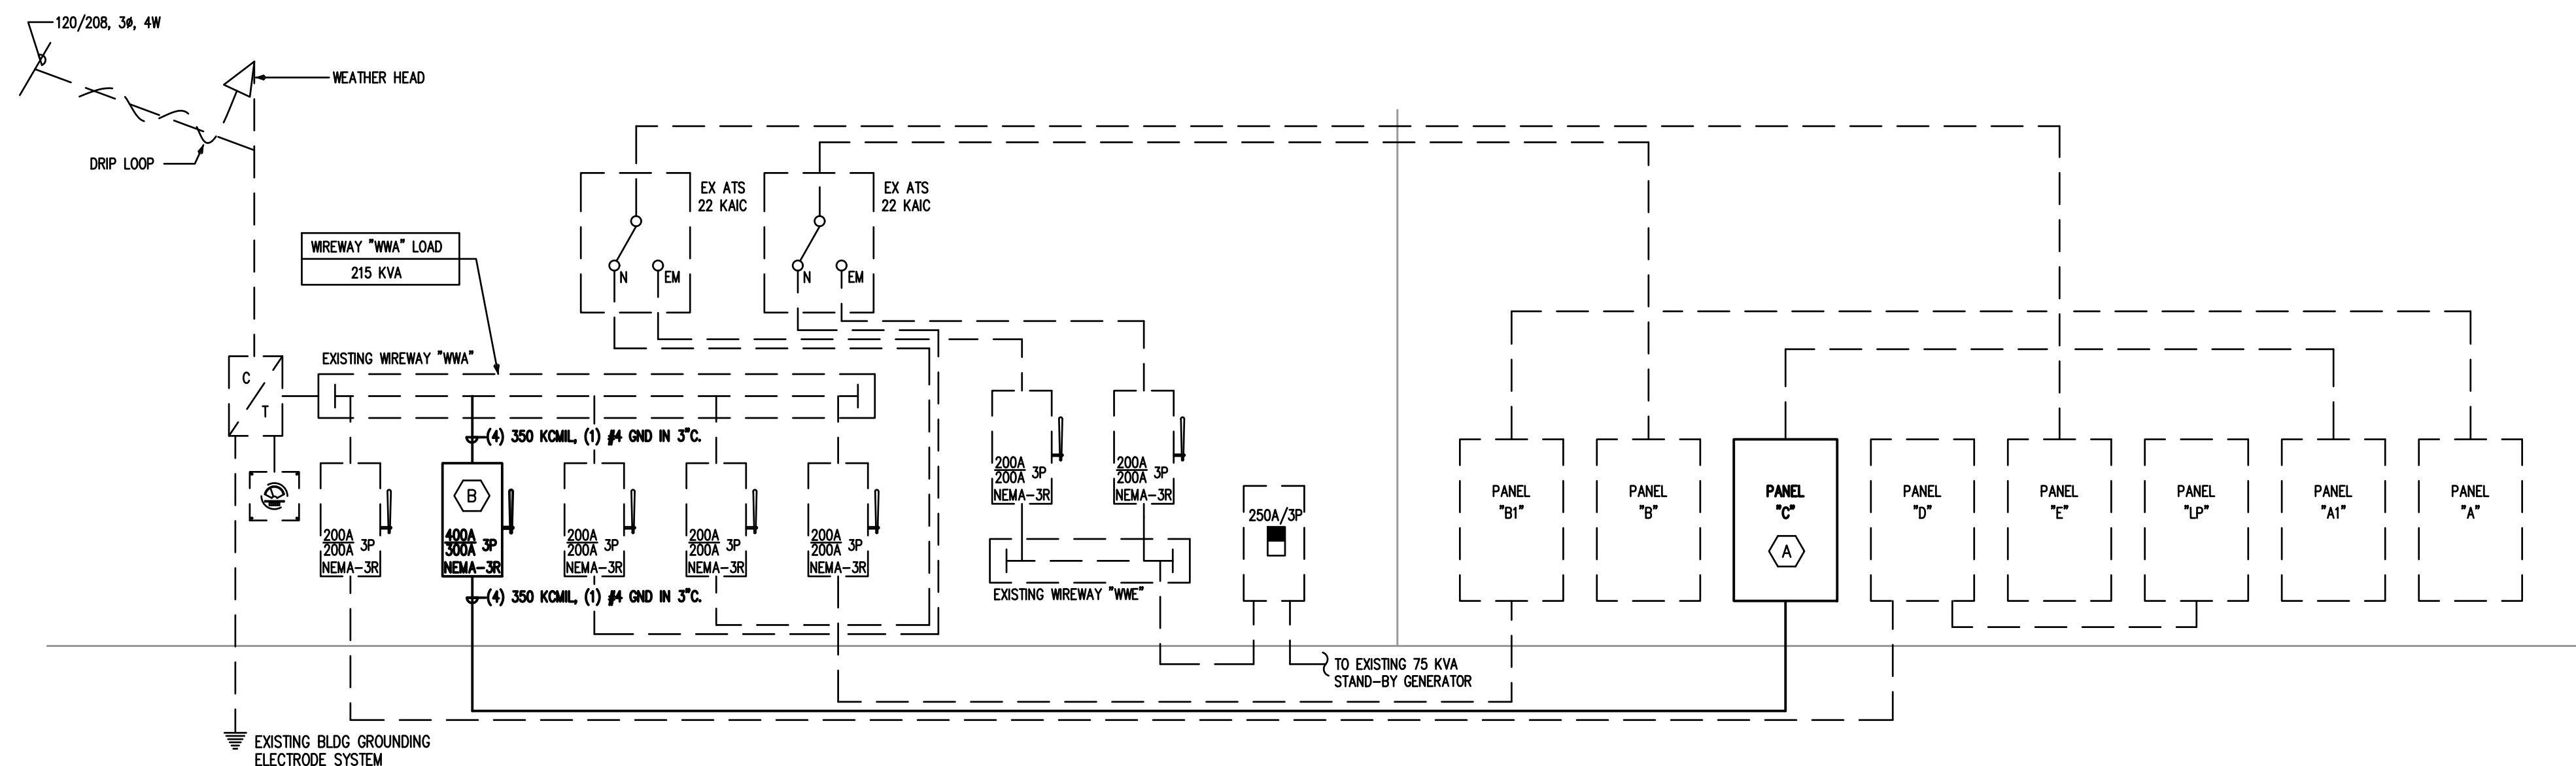 120/208, 3ø, 4W
WEATHER HEAD
DRIP LOOP
EX ATS
22 KAIC
N
EM
EX ATS
22 KAIC
N
EM
WIREWAY "WWA" LOAD
215 KVA
EXISTING WIREWAY "WWA"
C
T
(4) 350 KCMIL, (1) #4 GND IN 3"C.
200A
200A
3P
NEMA-3R
B
400A
300A
3P
NEMA-3R
200A
200A
3P
NEMA-3R
200A
200A
3P
NEMA-3R
200A
200A
3P
NEMA-3R
(4) 350 KCMIL, (1) #4 GND IN 3"C.
200A
200A
3P
NEMA-3R
200A
200A
3P
NEMA-3R
EXISTING WIREWAY "WWE"
250A/3P
TO EXISTING 75 KVA
STAND-BY GENERATOR
PANEL
"B1"
PANEL
"B"
PANEL
"C"
A
PANEL
"D"
PANEL
"E"
PANEL
"LP"
PANEL
"A1"
PANEL
"A"
EXISTING BLDG GROUNDING
ELECTRODE SYSTEM